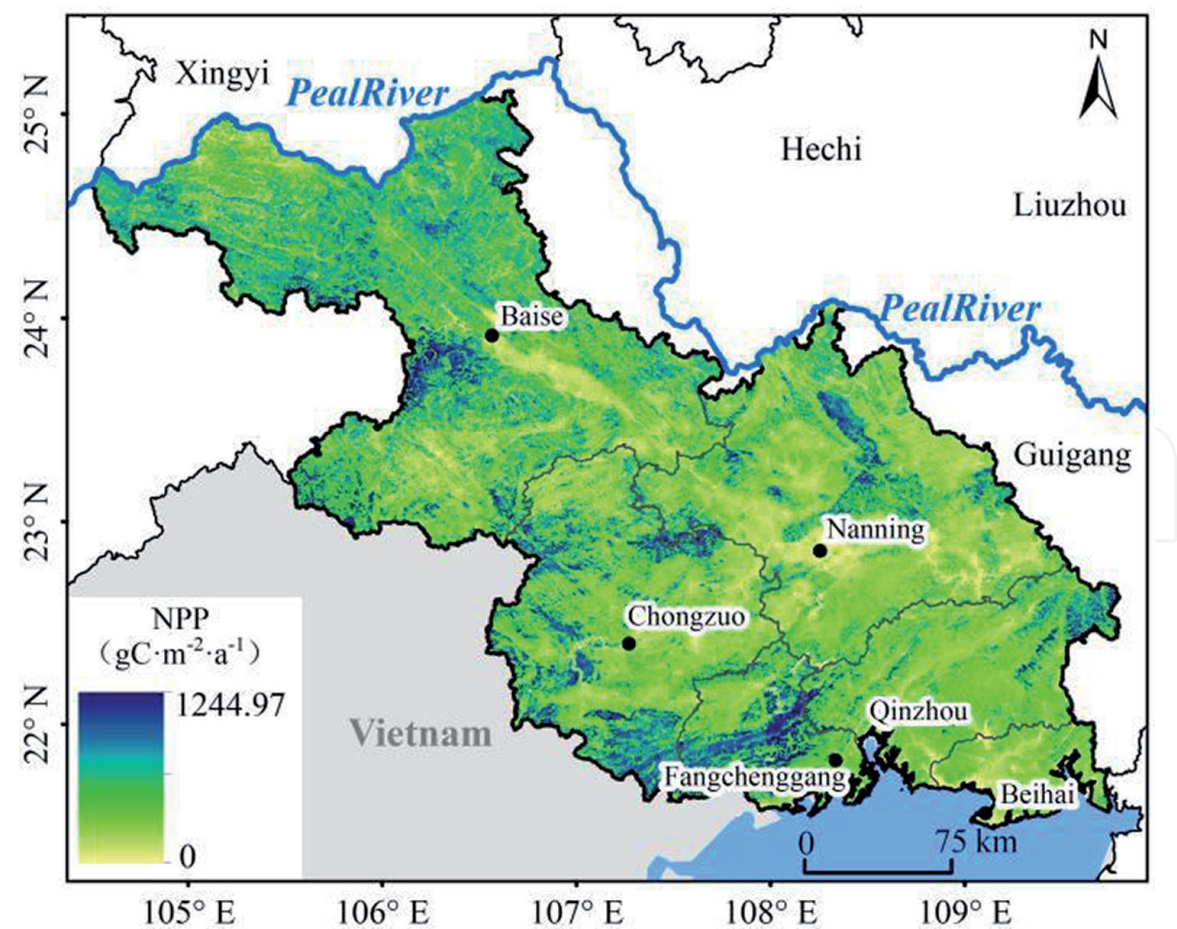 N
Xingyi
PealRiver
Hechi
Liuzhou
PealRiver
Baise
Guigang
Nanning
Chongzuo
Qinzhou
Vietnam
Fangchenggang
Beihai
NPP
(gC·m-2·a-1)
1244.97
0
0 75 km
25° N
24° N
23° N
22° N
105° E 106° E 107° E 108° E 109° E